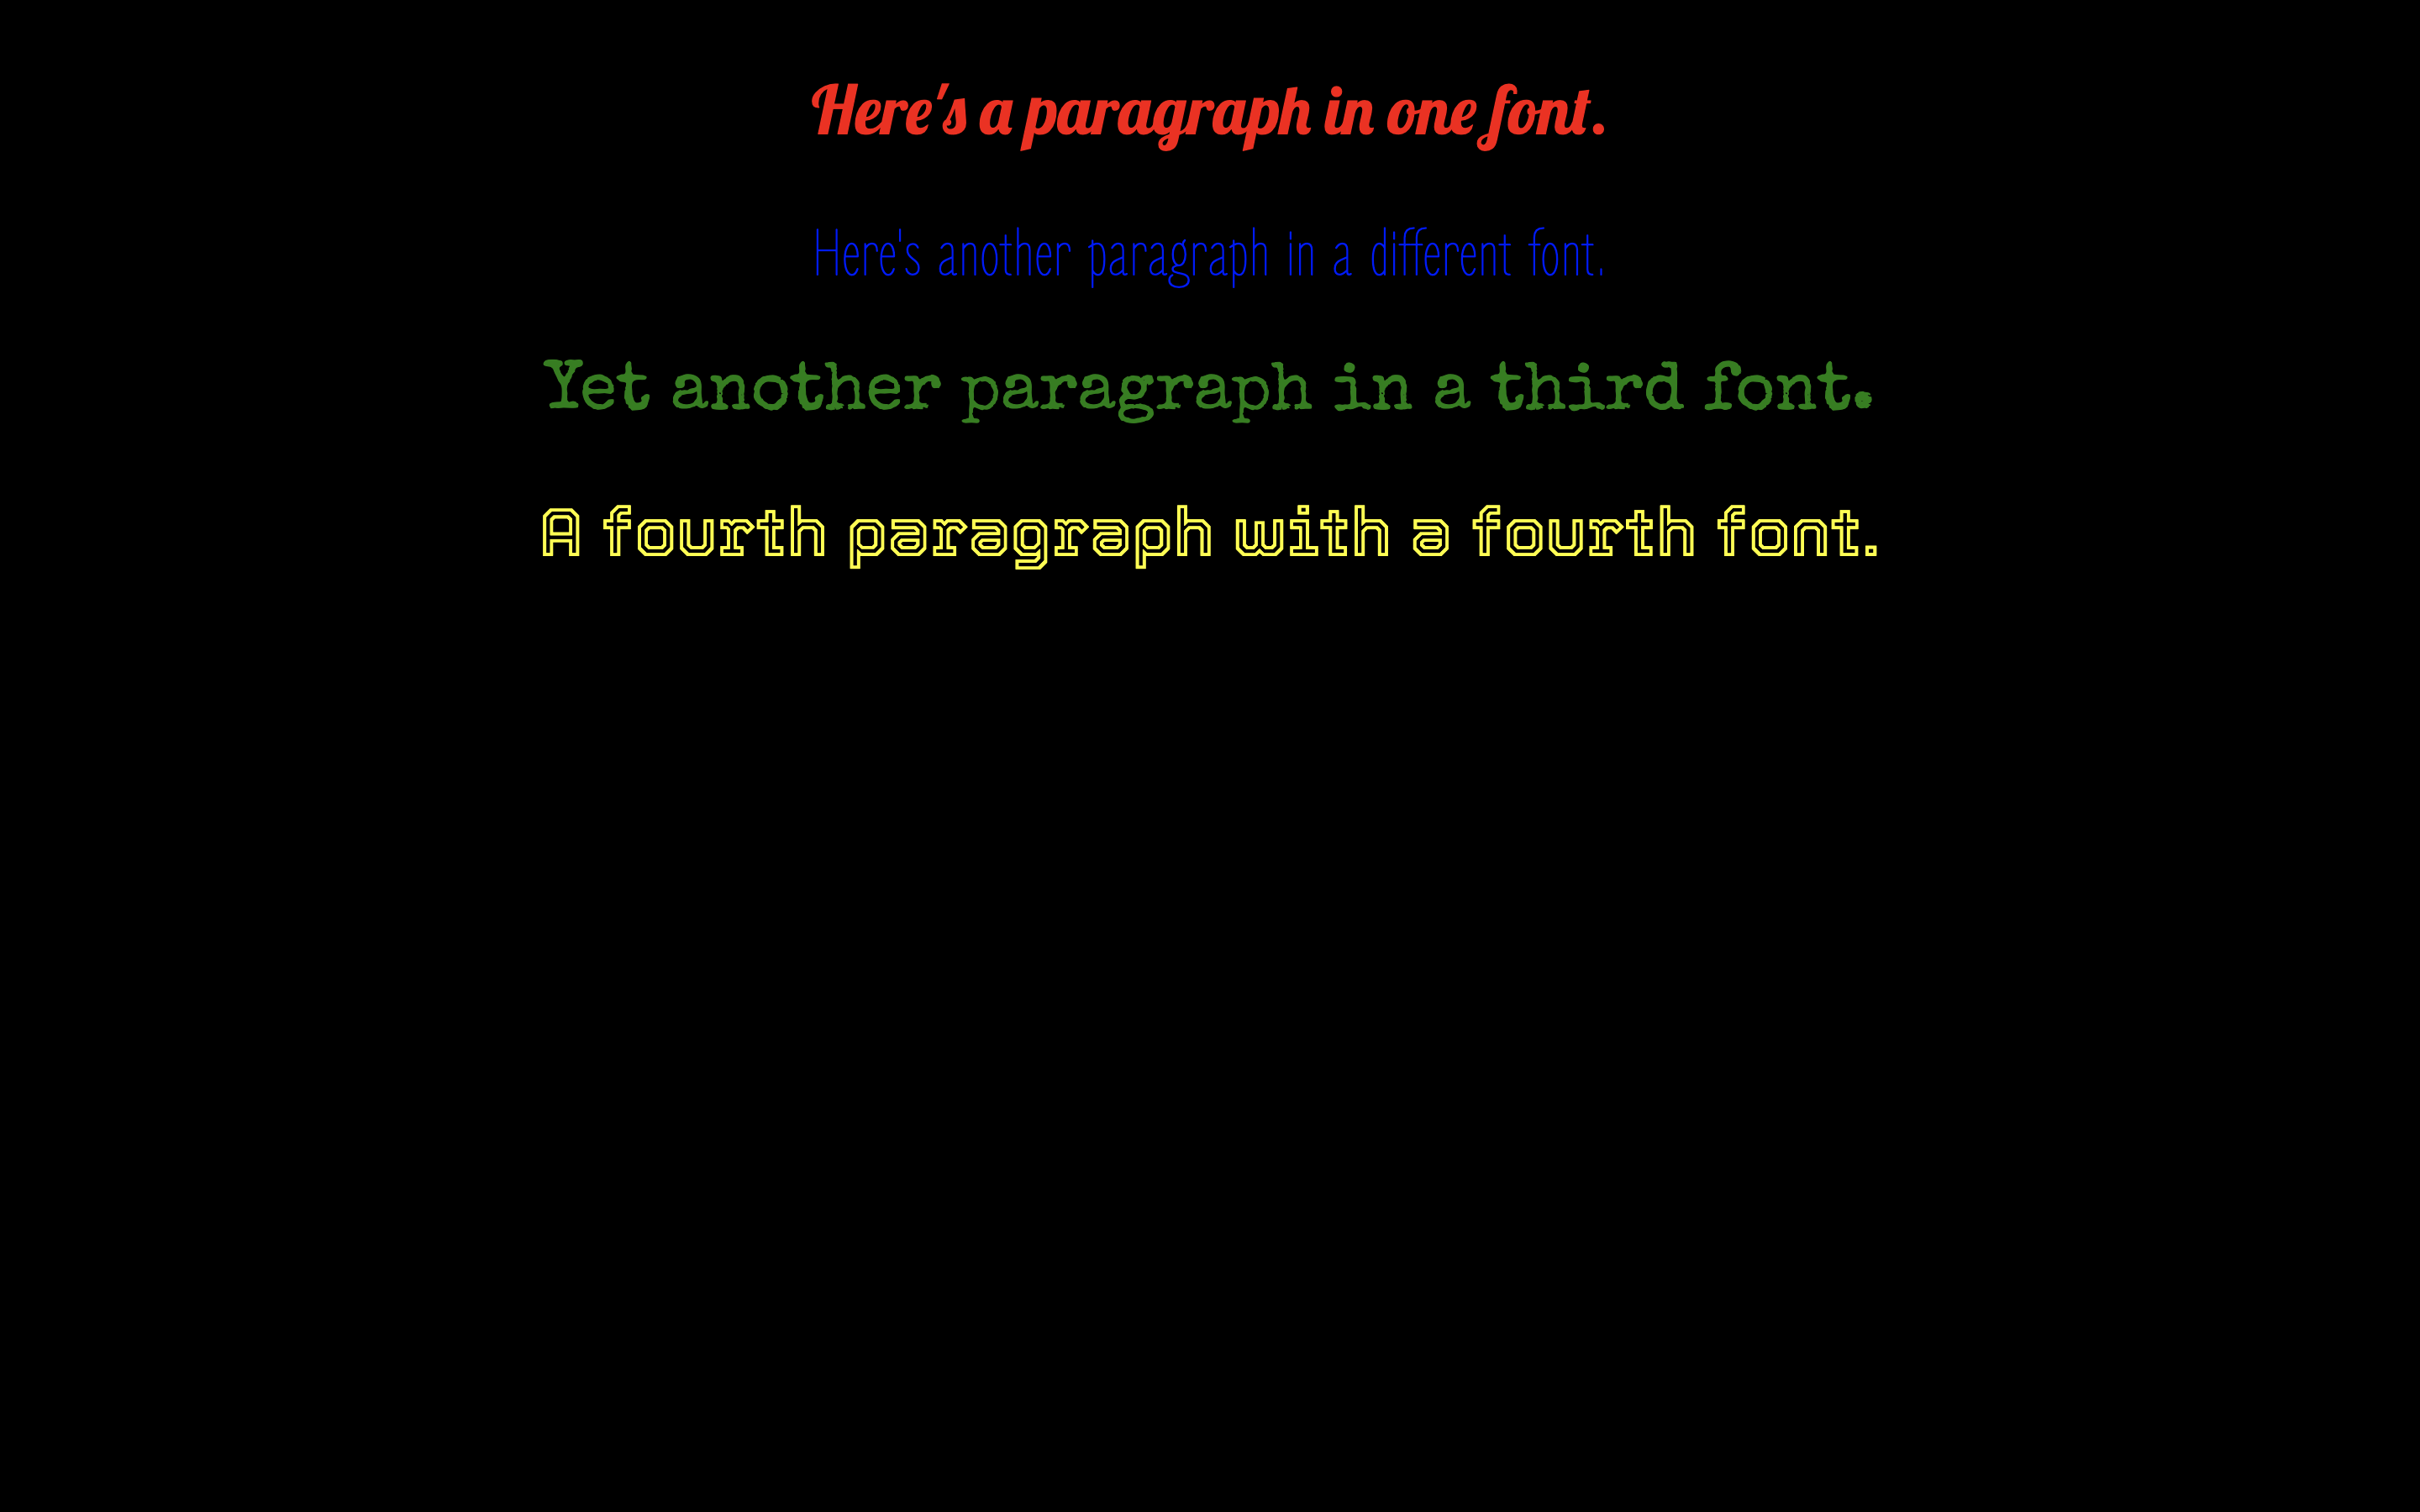 Here's a paragraph in one font.
Here's another paragraph in a different font.
Yet another paragraph in a third font.
A fourth paragraph with a fourth font.